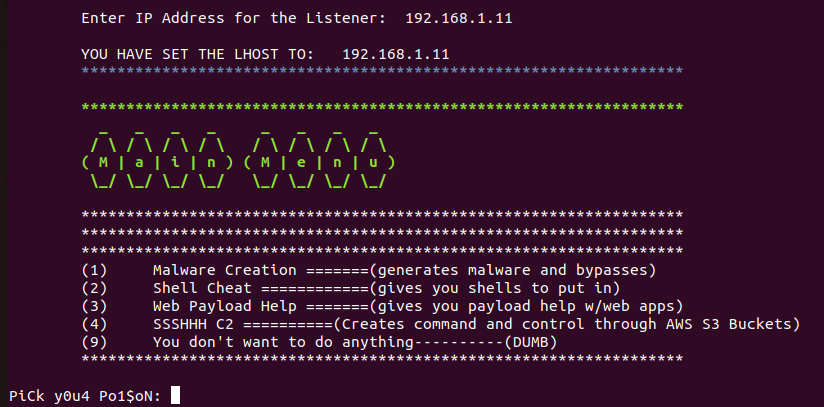 Enter IP Address for the Listener:  192.168.1.11
YOU HAVE SET THE LHOST TO:   192.168.1.11
*******************************************************************
*******************************************************************
  _   _   _   _     _   _   _   _
 / \ / \ / \ / \   / \ / \ / \ / \
( M | a | i | n ) ( M | e | n | u )
 \_/ \_/ \_/ \_/   \_/ \_/ \_/ \_/
*******************************************************************
*******************************************************************
*******************************************************************
(1)     Malware Creation =======(generates malware and bypasses)
(2)     Shell Cheat ============(gives you shells to put in)
(3)     Web Payload Help =======(gives you payload help w/web apps)
(4)     SSSHHH C2 ==========(Creates command and control through AWS S3 Buckets)
(9)     You don't want to do anything----------(DUMB)
*******************************************************************
PiCk y0u4 Po1$oN: